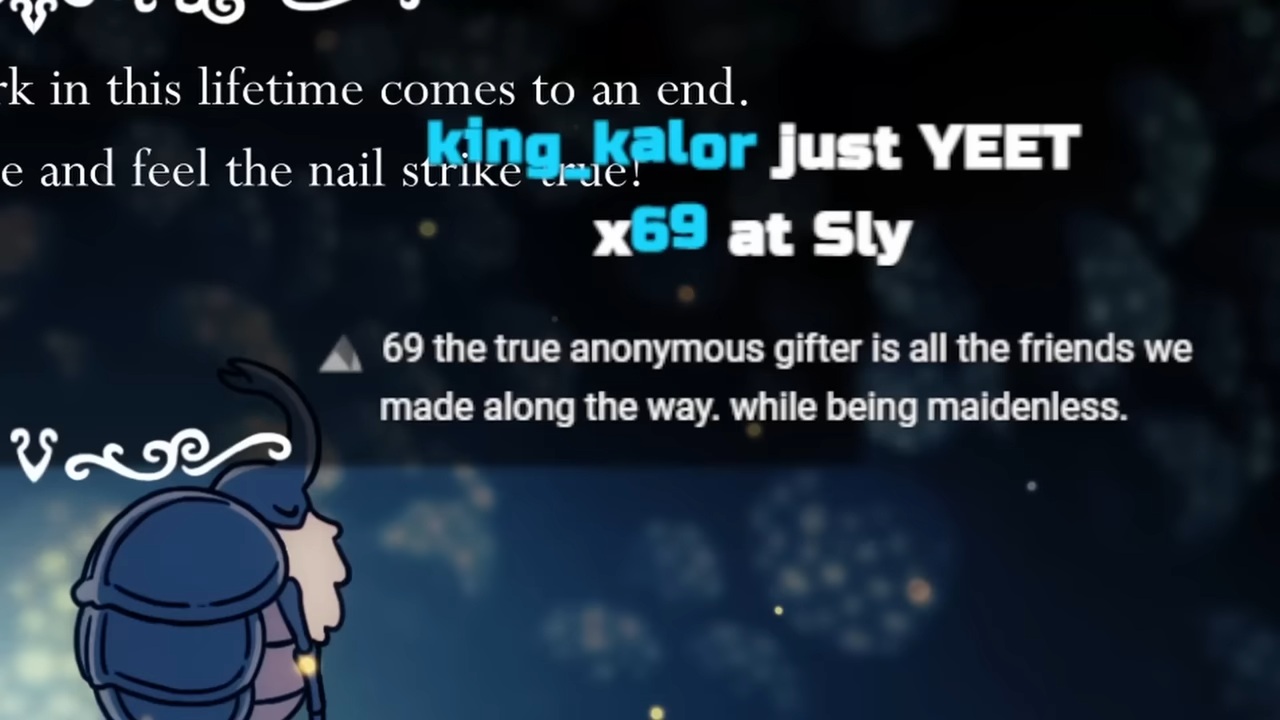 rk in this lifetime comes to an end.
e and feel the nail strike true!
king_kalor just YEET
x69 at Sly
69 the true anonymous gifter is all the friends we
made along the way. while being maidenless.